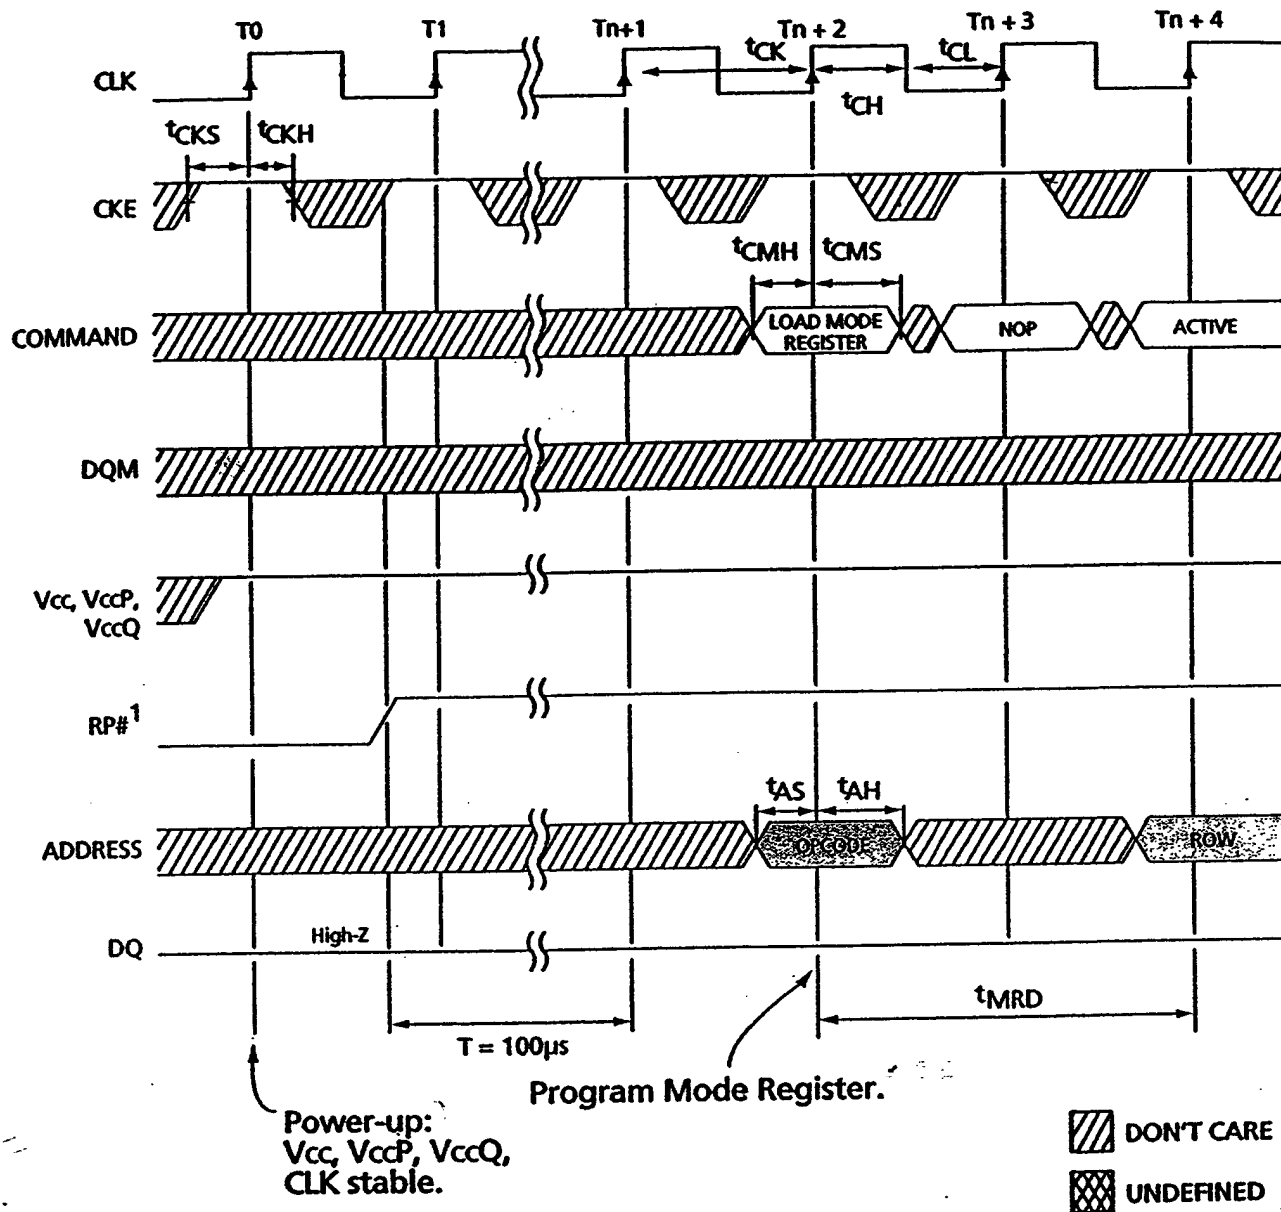 T0 T1 Tn+1 Tn + 2 Tn + 3 Tn + 4
tCK tCL
CLK
tCH
tCKS tCKH
CKE
tCMH tCMS
COMMAND
LOAD MODE
REGISTER
NOP
ACTIVE
DQM
Vcc, VccP,
VccQ
RP#1
tAS tAH
ADDRESS
OPCODE
ROW
High-Z
DQ
tMRD
T = 100µs
Program Mode Register.
Power-up:
Vcc, VccP, VccQ,
CLK stable.
DON'T CARE
UNDEFINED